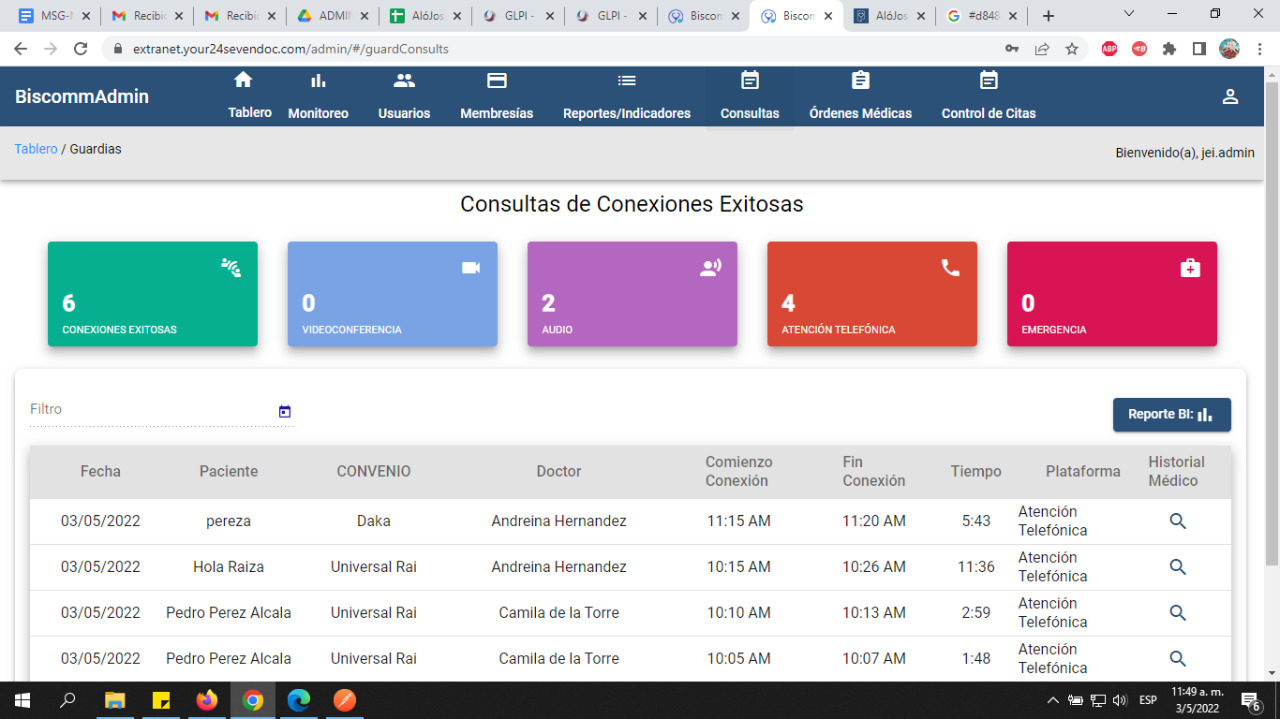 MSG-
Recibi
Recibi
ADMI
AlóJos
GLPI -
GLPI -
Biscom
Biscom
AlóJos
#d848
extranet.your24sevendoc.com/admin/#/guardConsults
ABP
BiscommAdmin
Tablero
Monitoreo
Usuarios
Membresías
Reportes/Indicadores
Consultas
Órdenes Médicas
Control de Citas
Tablero / Guardias
Bienvenido(a), jei.admin
Consultas de Conexiones Exitosas
6
CONEXIONES EXITOSAS
0
VIDEOCONFERENCIA
2
AUDIO
4
ATENCIÓN TELEFÓNICA
0
EMERGENCIA
Filtro
Reporte BI:
Fecha Paciente CONVENIO Doctor Comienzo Conexión Fin Conexión Tiempo Plataforma Historial Médico
03/05/2022 pereza Daka Andreina Hernandez 11:15 AM 11:20 AM 5:43 Atención Telefónica
03/05/2022 Hola Raiza Universal Rai Andreina Hernandez 10:15 AM 10:26 AM 11:36 Atención Telefónica
03/05/2022 Pedro Perez Alcala Universal Rai Camila de la Torre 10:10 AM 10:13 AM 2:59 Atención Telefónica
03/05/2022 Pedro Perez Alcala Universal Rai Camila de la Torre 10:05 AM 10:07 AM 1:48 Atención Telefónica
ESP
11:49 a. m.
3/5/2022
6